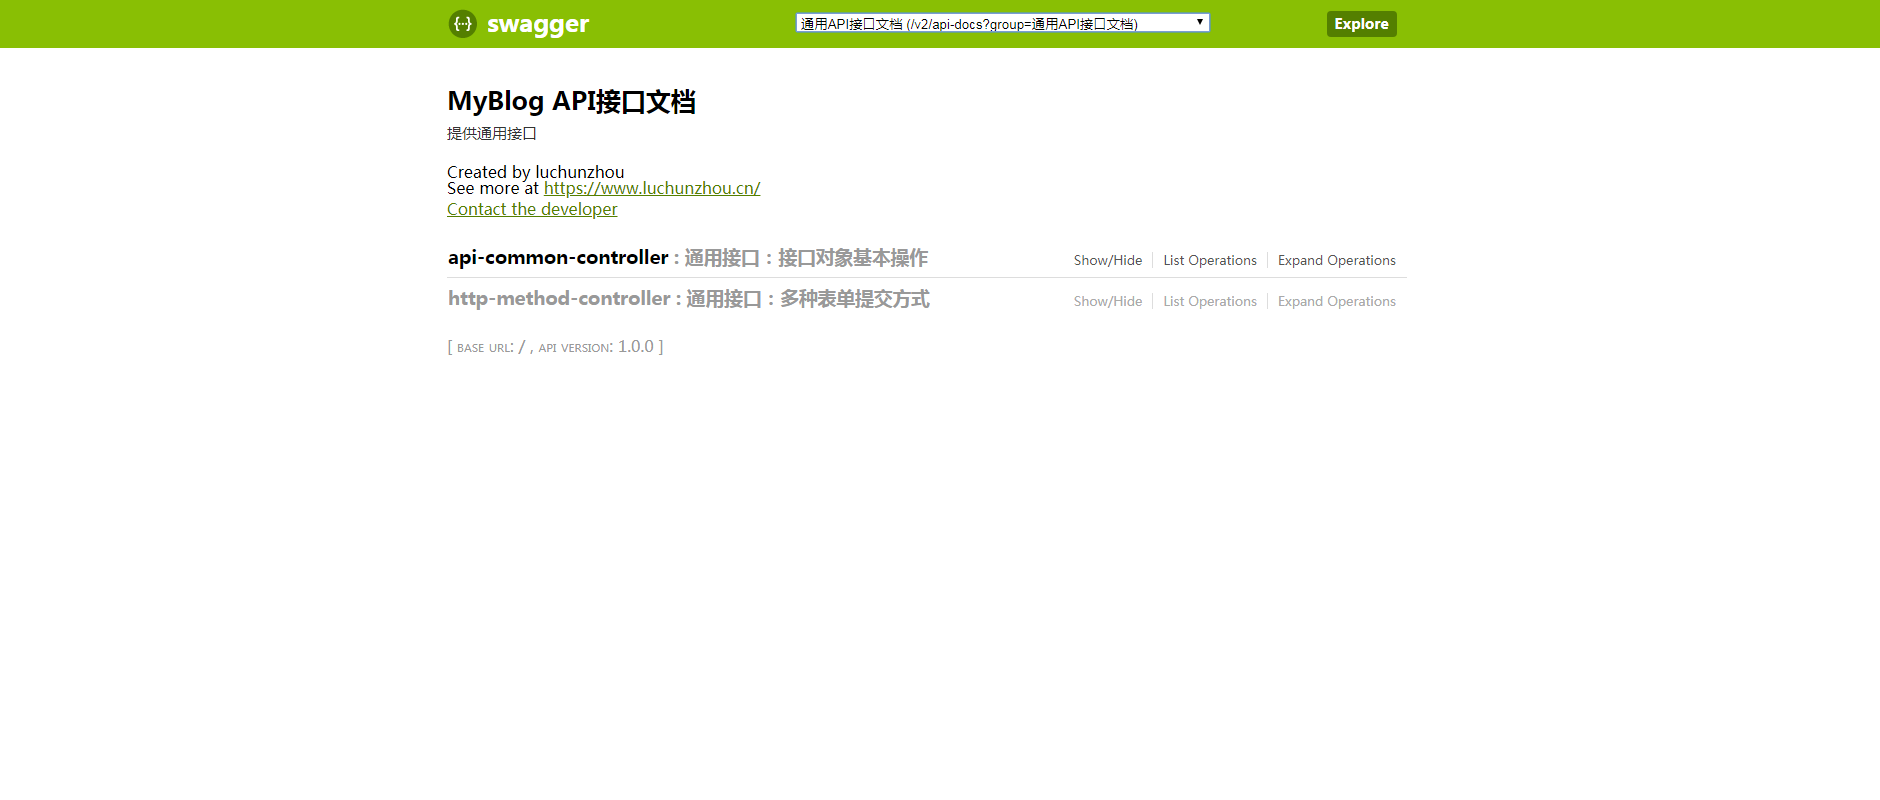 {···} swagger 通用API接口文档 (/v2/api-docs?group=通用API接口文档) Explore
MyBlog API接口文档
提供通用接口
Created by luchunzhou
See more at https://www.luchunzhou.cn/
Contact the developer
api-common-controller : 通用接口：接口对象基本操作 Show/Hide List Operations Expand Operations
http-method-controller : 通用接口：多种表单提交方式 Show/Hide List Operations Expand Operations
[ BASE URL: / , API VERSION: 1.0.0 ]